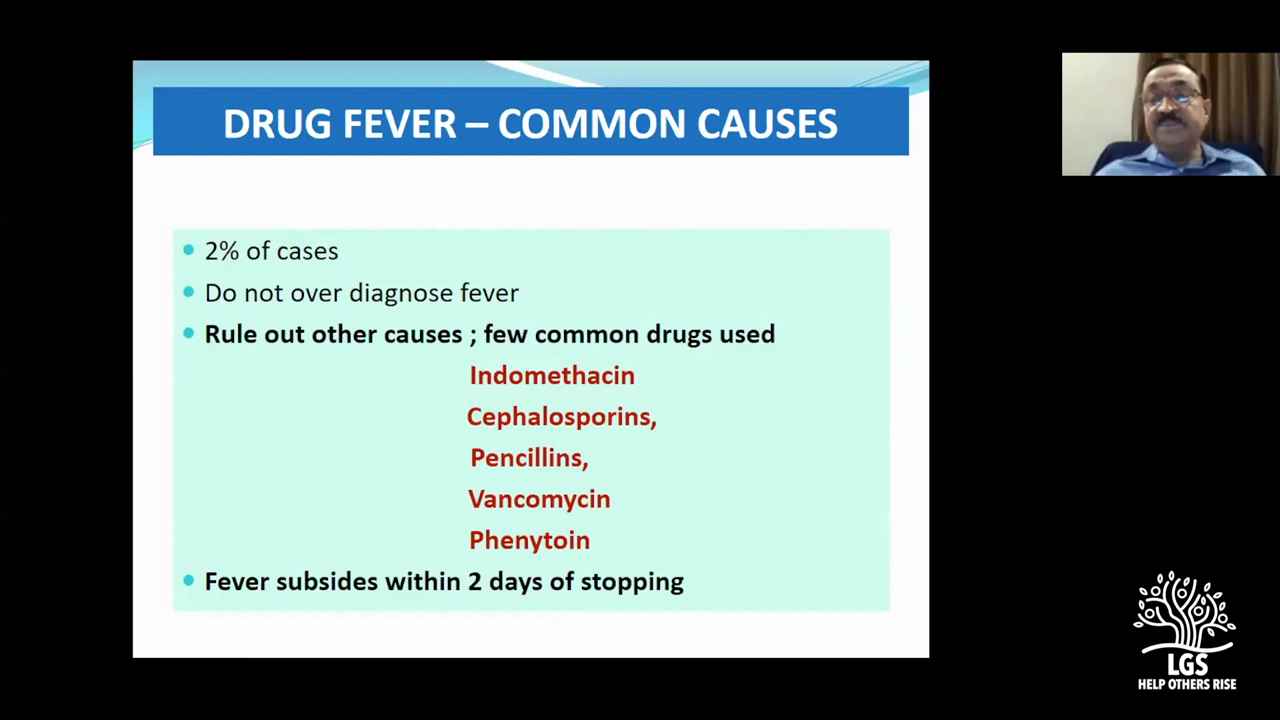 DRUG FEVER – COMMON CAUSES
2% of cases
Do not over diagnose fever
Rule out other causes ; few common drugs used
Indomethacin
Cephalosporins,
Pencillins,
Vancomycin
Phenytoin
Fever subsides within 2 days of stopping
LGS
HELP OTHERS RISE